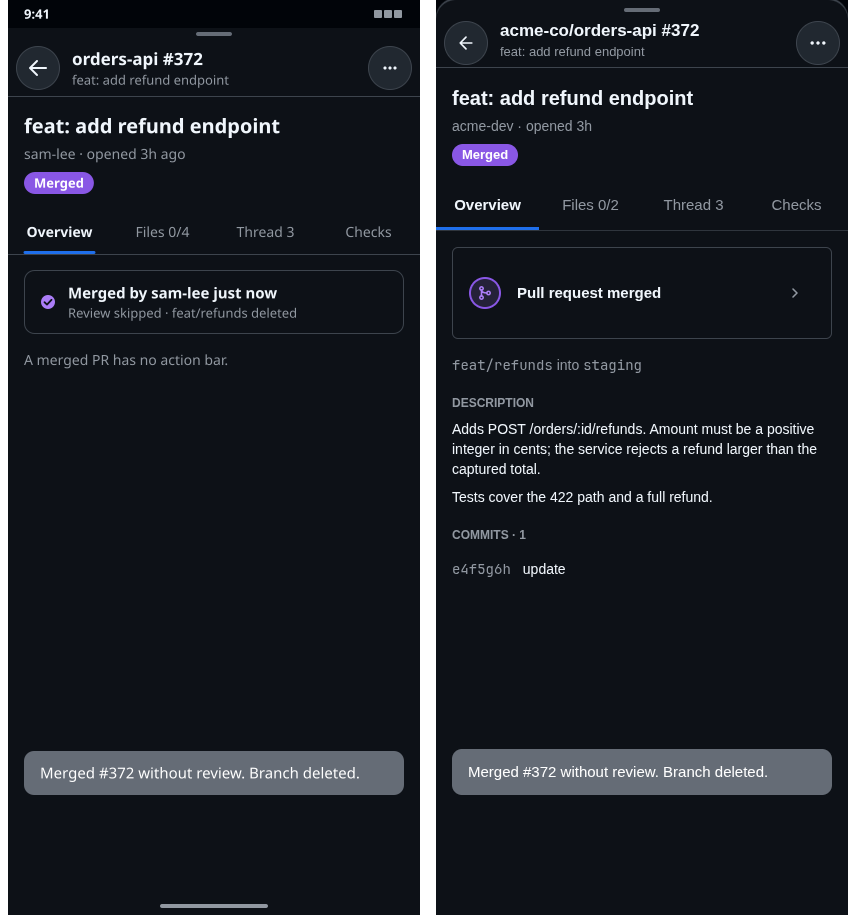 9:41
orders-api #372
feat: add refund endpoint
feat: add refund endpoint
sam-lee · opened 3h ago
Merged
Overview Files 0/4 Thread 3 Checks
Merged by sam-lee just now
Review skipped · feat/refunds deleted
A merged PR has no action bar.
Merged #372 without review. Branch deleted.
acme-co/orders-api #372
feat: add refund endpoint
feat: add refund endpoint
acme-dev · opened 3h
Merged
Overview Files 0/2 Thread 3 Checks
Pull request merged
feat/refunds into staging
DESCRIPTION
Adds POST /orders/:id/refunds. Amount must be a positive
integer in cents; the service rejects a refund larger than the
captured total.
Tests cover the 422 path and a full refund.
COMMITS · 1
e4f5g6h update
Merged #372 without review. Branch deleted.